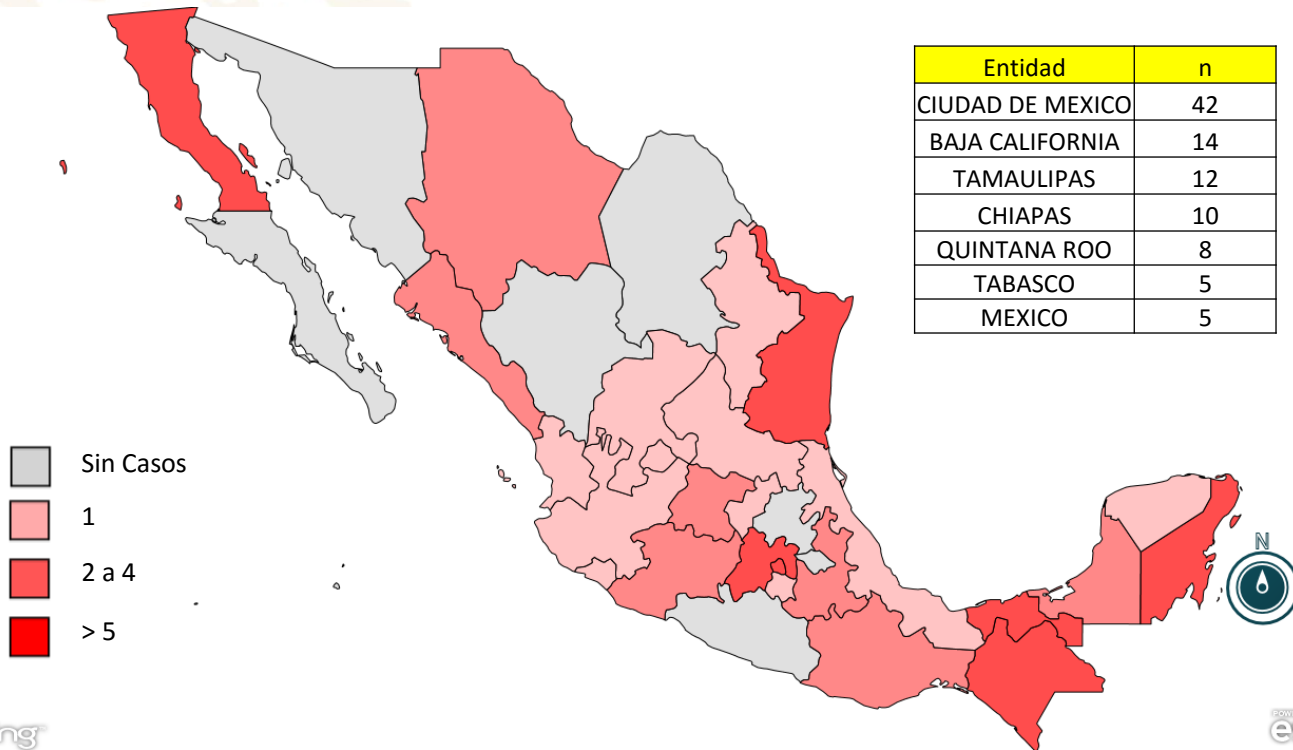 Entidad n
CIUDAD DE MEXICO 42
BAJA CALIFORNIA 14
TAMAULIPAS 12
CHIAPAS 10
QUINTANA ROO 8
TABASCO 5
MEXICO 5
Sin Casos
1
2 a 4
> 5
N